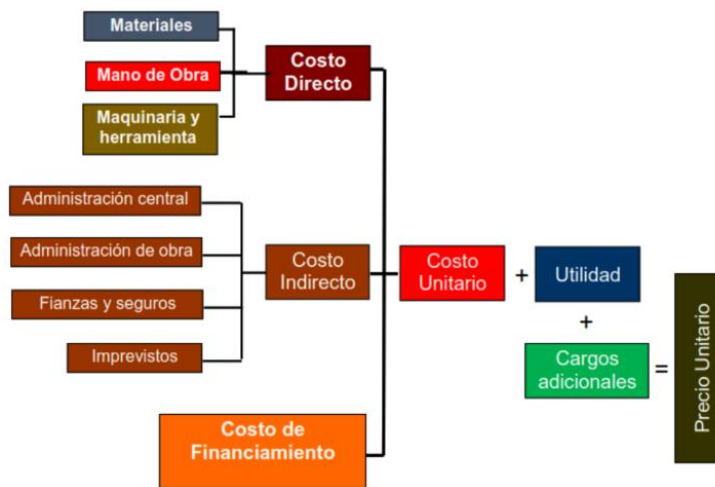 Materiales
Mano de Obra
Maquinaria y
herramienta
Costo
Directo
Administración central
Administración de obra
Fianzas y seguros
Imprevistos
Costo
Indirecto
Costo de
Financiamiento
Costo
Unitario
+
Utilidad
+
Cargos
adicionales
=
Precio Unitario